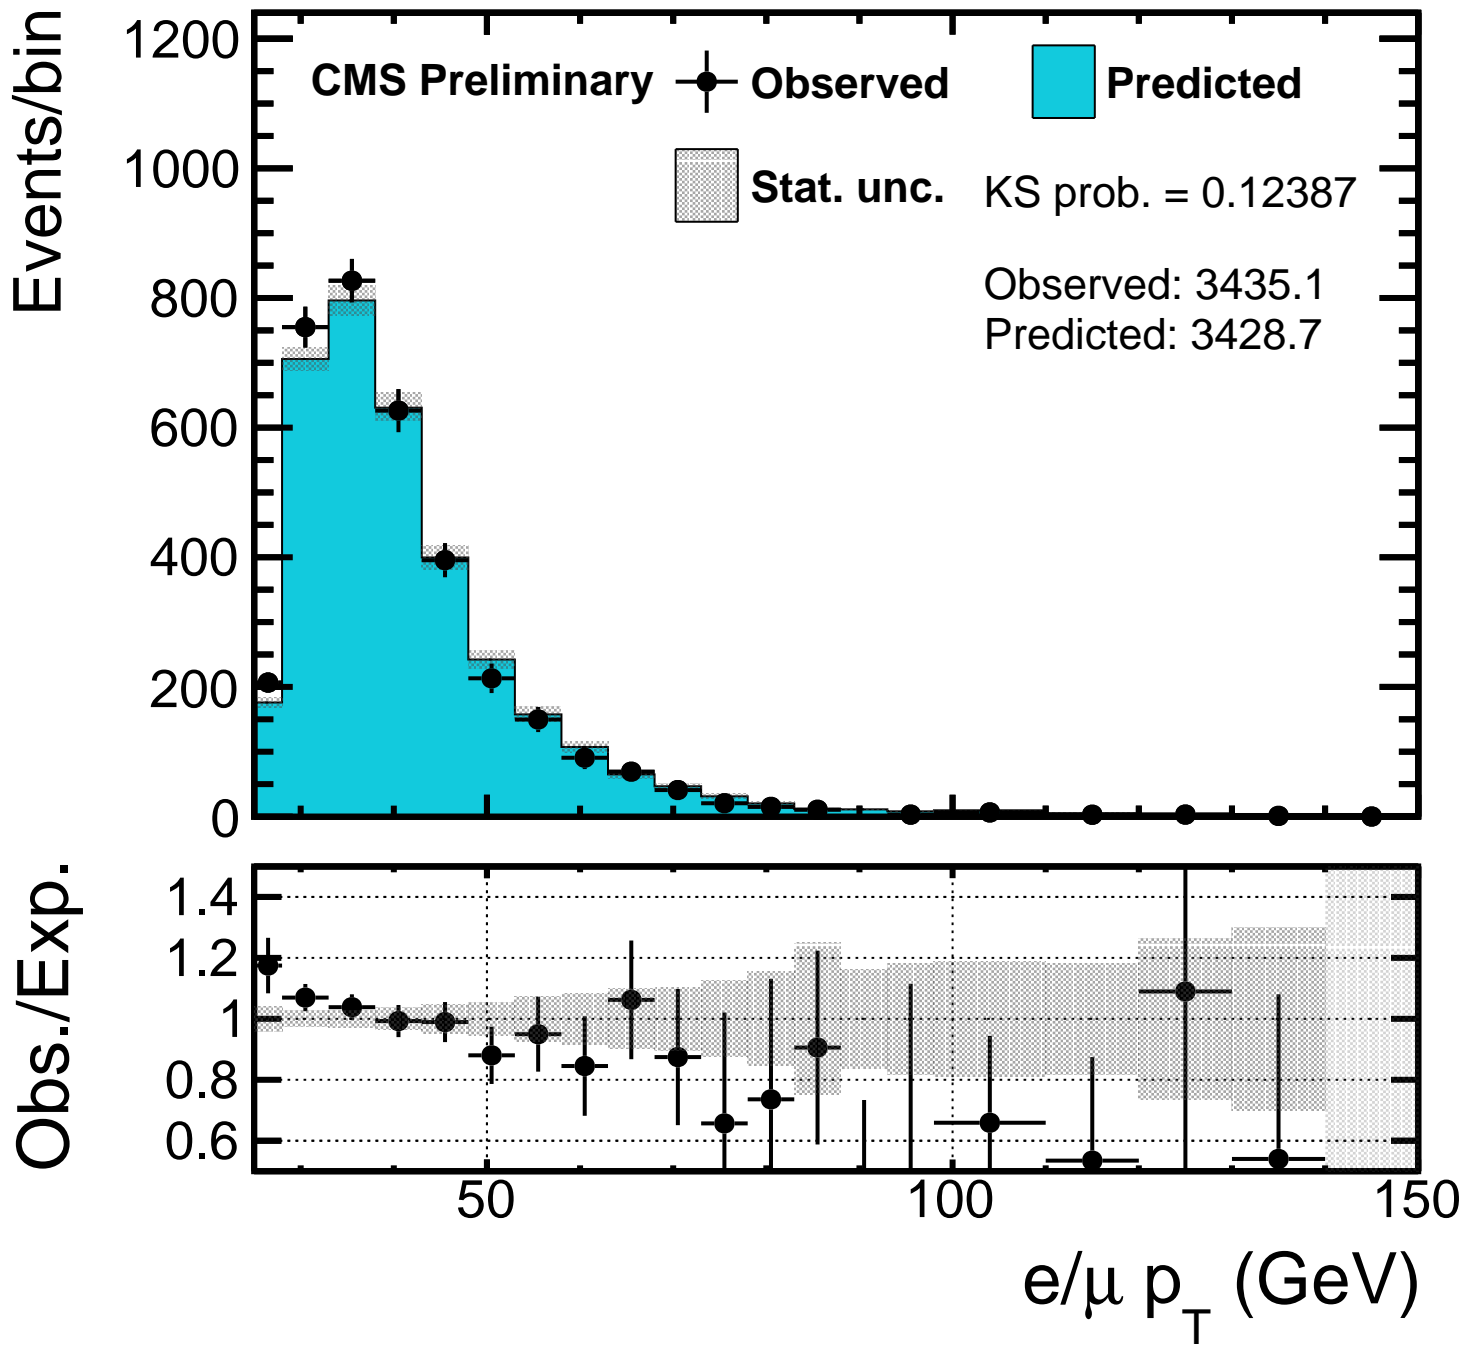 Events/bin
1200
1000
800
600
400
200
0
CMS Preliminary
Observed
Predicted
Stat. unc.
KS prob. = 0.12387
Observed: 3435.1
Predicted: 3428.7
Obs./Exp.
1.4
1.2
1
0.8
0.6
50
100
150
e/μ p_T (GeV)